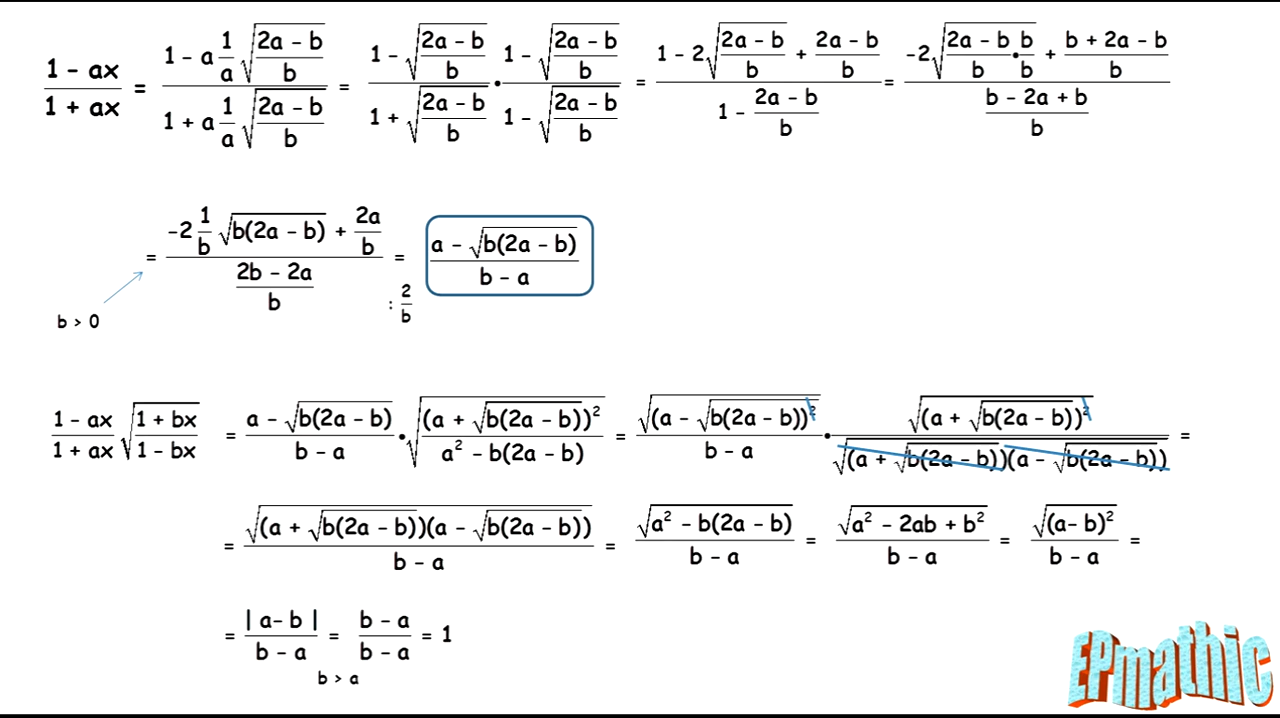 (1 - ax)/(1 + ax) = (1 - a (1/a) √((2a - b)/b))/(1 + a (1/a) √((2a - b)/b)) = (1 - √((2a - b)/b))/(1 + √((2a - b)/b)) • (1 - √((2a - b)/b))/(1 - √((2a - b)/b)) = (1 - 2√((2a - b)/b) + (2a - b)/b)/(1 - (2a - b)/b) = (-2√((2a - b)/b • b/b) + (b + 2a - b)/b)/((b - 2a + b)/b)
= (-2 (1/b) √(b(2a - b)) + 2a/b)/((2b - 2a)/b) = (a - √(b(2a - b)))/(b - a)
: 2/b
b > 0
(1 - ax)/(1 + ax) √((1 + bx)/(1 - bx)) = (a - √(b(2a - b)))/(b - a) • √((a + √(b(2a - b)))²/(a² - b(2a - b))) = √((a - √(b(2a - b)))²)/(b - a) • √((a + √(b(2a - b)))²)/√((a + √(b(2a - b)))(a - √(b(2a - b)))) =
= √((a + √(b(2a - b)))(a - √(b(2a - b))))/(b - a) = √(a² - b(2a - b))/(b - a) = √(a² - 2ab + b²)/(b - a) = √((a- b)²)/(b - a) =
= | a- b |/(b - a) = (b - a)/(b - a) = 1
b > a
EPmathic